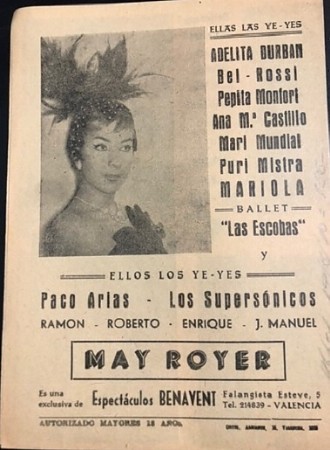 ELLAS LAS YE-YES
ADELITA DURBAN
Bel - Rossi
Pepita Monfort
Ana Mª Castillo
Mari Mundial
Puri Mistra
MARIOLA
BALLET
"Las Escobas"
y
ELLOS LOS YE-YES
Paco Arias - Los Supersónicos
RAMON - ROBERTO - ENRIQUE - J. MANUEL
MAY ROYER
Es una exclusiva de Espectáculos BENAVENT
Falangista Esteve, 5
Tel. 214839 - VALENCIA
AUTORIZADO MAYORES 18 AÑOS